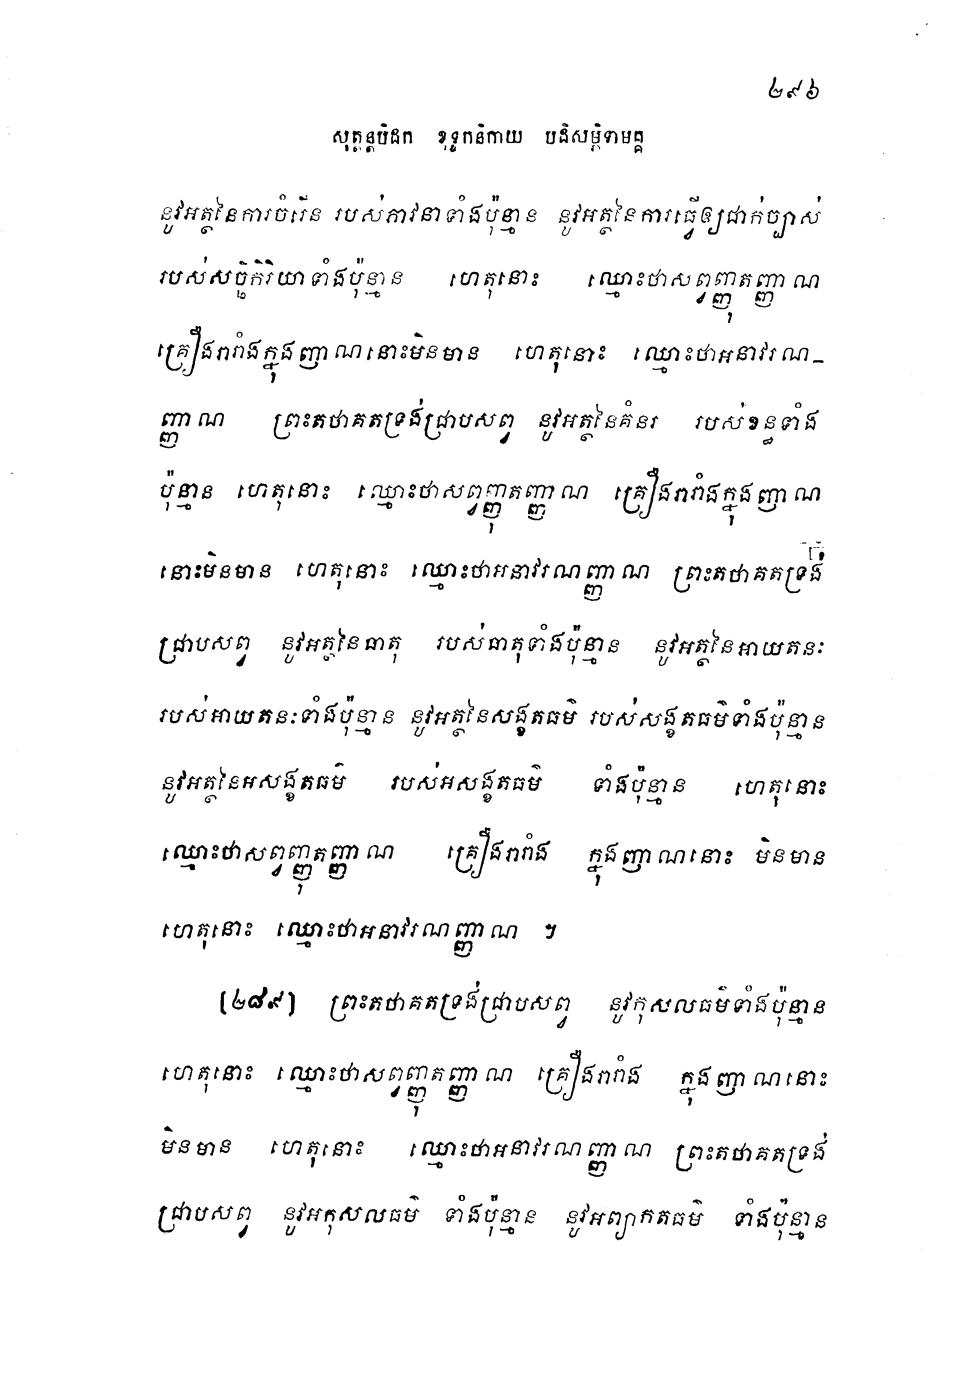 ២៩៦
សុត្តន្តបិដក ខុទ្ទកនិកាយ បដិសម្ភិទាមគ្គ
នូវអត្ថនៃការចំរើន របស់ភាវនាទាំងប៉ុន្មាន នូវអត្ថនៃការធ្វើឲ្យជាក់ច្បាស់
របស់សច្ឆិកិរិយាទាំងប៉ុន្មាន ហេតុនោះ ឈ្មោះថាសព្វញ្ញុតញ្ញាណ
គ្រឿងរារាំងក្នុងញាណនោះមិនមាន ហេតុនោះ ឈ្មោះថាអនាវរណ-
ញ្ញាណ ព្រះតថាគតទ្រង់ជ្រាបសព្វ នូវអត្ថនៃគំនរ របស់ខន្ធទាំង
ប៉ុន្មាន ហេតុនោះ ឈ្មោះថាសព្វញ្ញុតញ្ញាណ គ្រឿងរារាំងក្នុងញាណ
នោះមិនមាន ហេតុនោះ ឈ្មោះថាអនាវរណញ្ញាណ ព្រះតថាគតទ្រង់
ជ្រាបសព្វ នូវអត្ថនៃធាតុ របស់ធាតុទាំងប៉ុន្មាន នូវអត្ថនៃអាយតនៈ
របស់អាយតនៈទាំងប៉ុន្មាន នូវអត្ថនៃសង្ខតធម៌ របស់សង្ខតធម៌ទាំងប៉ុន្មាន
នូវអត្ថនៃអសង្ខតធម៌ របស់អសង្ខតធម៌ ទាំងប៉ុន្មាន ហេតុនោះ
ឈ្មោះថាសព្វញ្ញុតញ្ញាណ គ្រឿងរារាំង ក្នុងញាណនោះ មិនមាន
ហេតុនោះ ឈ្មោះថាអនាវរណញ្ញាណ ។
[២៨៩] ព្រះតថាគតទ្រង់ជ្រាបសព្វ នូវកុសលធម៌ទាំងប៉ុន្មាន
ហេតុនោះ ឈ្មោះថាសព្វញ្ញុតញ្ញាណ គ្រឿងរារាំង ក្នុងញាណនោះ
មិនមាន ហេតុនោះ ឈ្មោះថាអនាវរណញ្ញាណ ព្រះតថាគតទ្រង់
ជ្រាបសព្វ នូវអកុសលធម៌ ទាំងប៉ុន្មាន នូវអព្យាកតធម៌ ទាំងប៉ុន្មាន